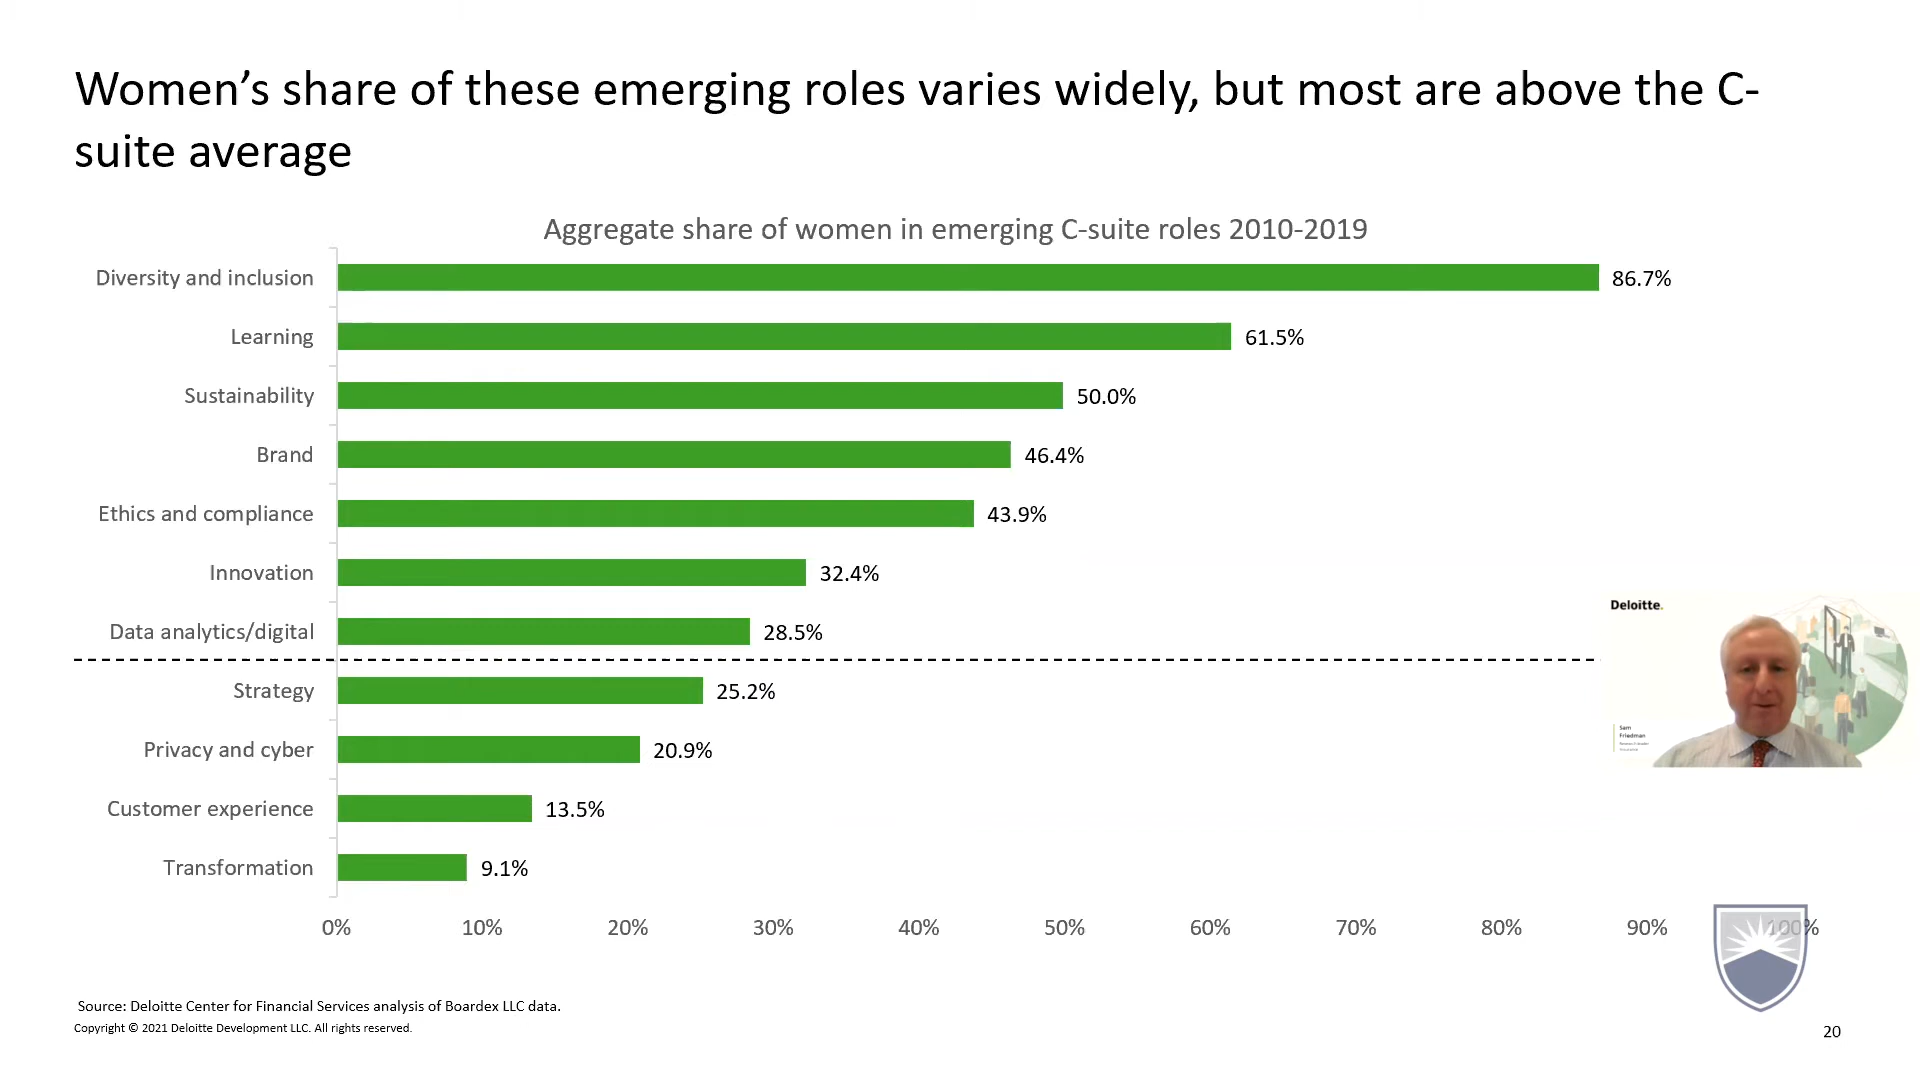 Women’s share of these emerging roles varies widely, but most are above the C-
suite average
Aggregate share of women in emerging C-suite roles 2010-2019
Diversity and inclusion 86.7%
Learning 61.5%
Sustainability 50.0%
Brand 46.4%
Ethics and compliance 43.9%
Innovation 32.4%
Data analytics/digital 28.5%
Strategy 25.2%
Privacy and cyber 20.9%
Customer experience 13.5%
Transformation 9.1%
0% 10% 20% 30% 40% 50% 60% 70% 80% 90% 100%
Deloitte.
Sam
Friedman
Source: Deloitte Center for Financial Services analysis of Boardex LLC data.
Copyright © 2021 Deloitte Development LLC. All rights reserved.
20